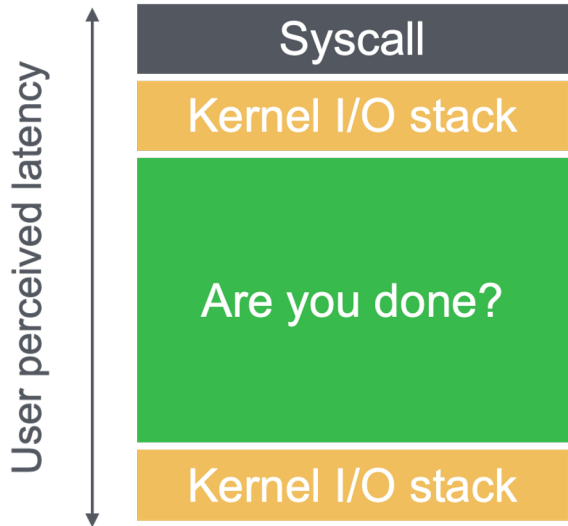 User perceived latency
Syscall
Kernel I/O stack
Are you done?
Kernel I/O stack